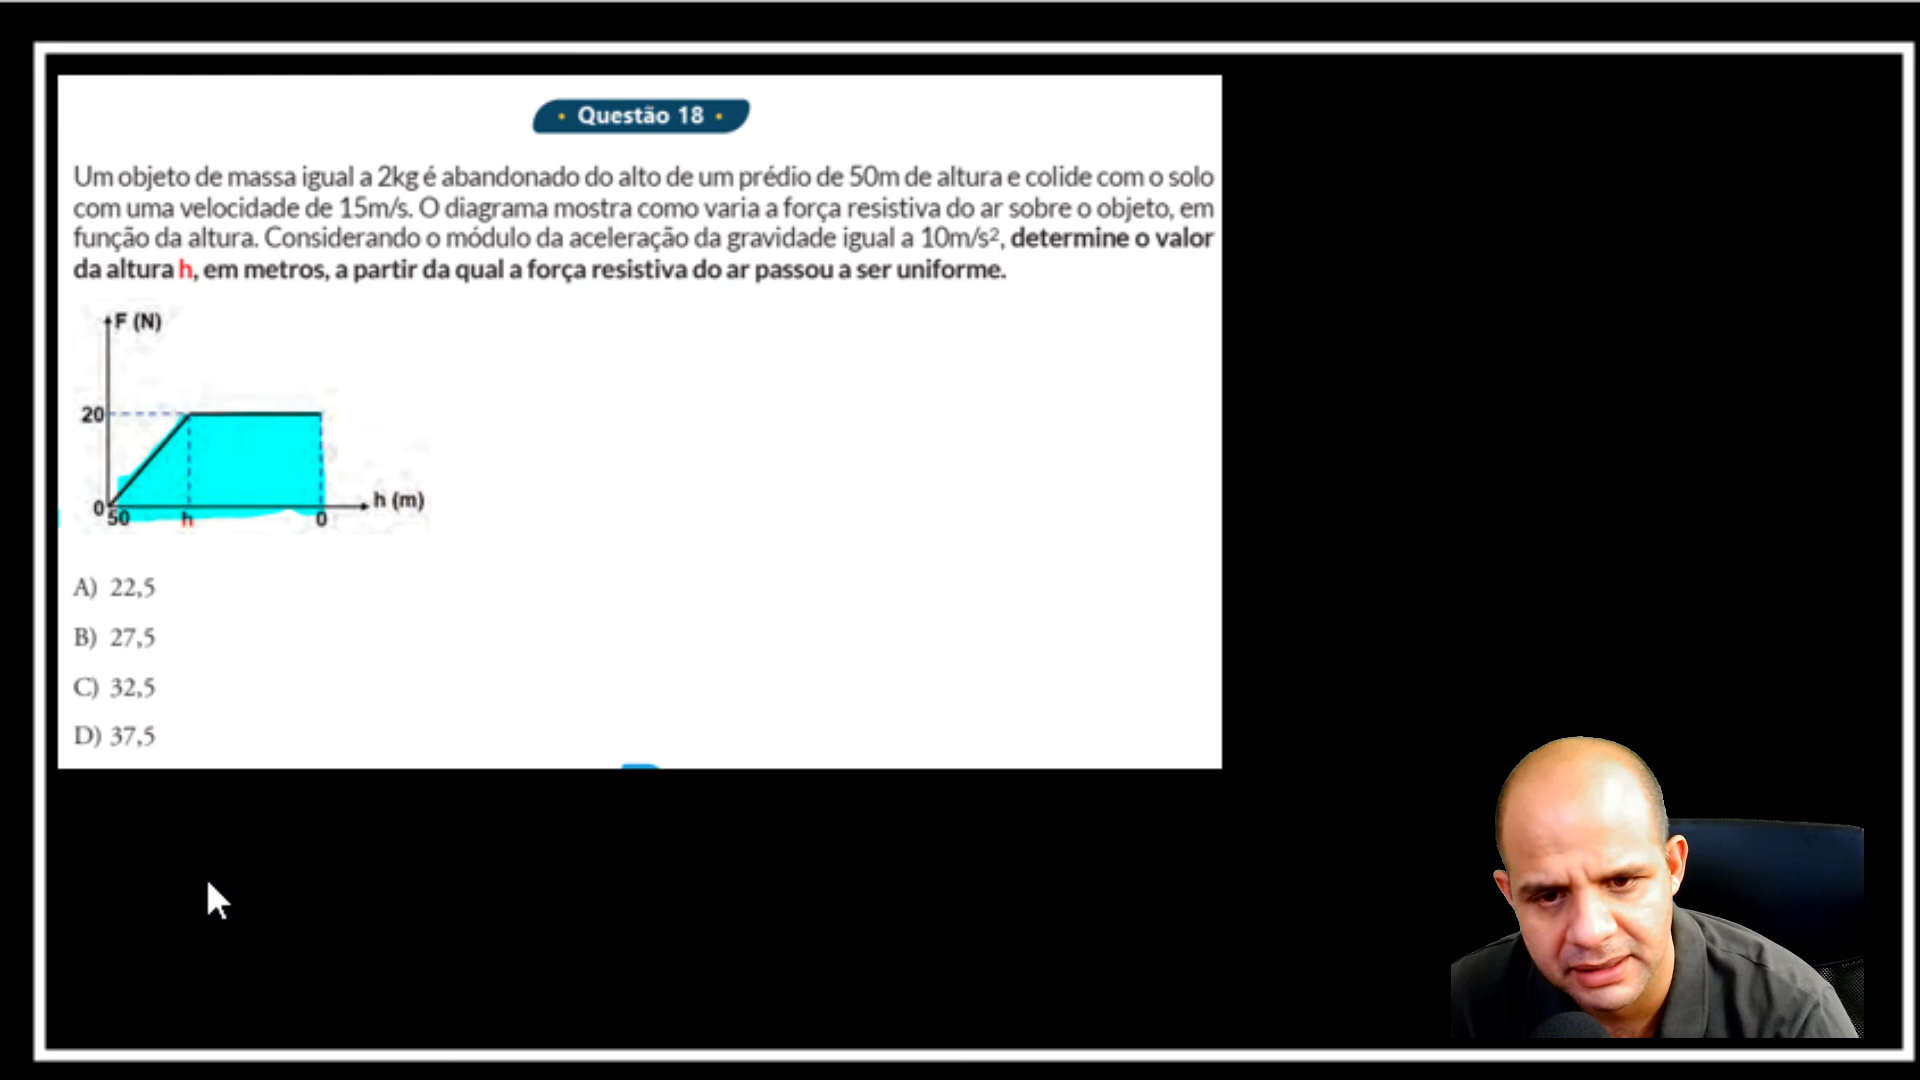 • Questão 18 •
Um objeto de massa igual a 2kg é abandonado do alto de um prédio de 50m de altura e colide com o solo
com uma velocidade de 15m/s. O diagrama mostra como varia a força resistiva do ar sobre o objeto, em
função da altura. Considerando o módulo da aceleração da gravidade igual a 10m/s², determine o valor
da altura h, em metros, a partir da qual a força resistiva do ar passou a ser uniforme.
F (N)
20
0
50 h 0
h (m)
A) 22,5
B) 27,5
C) 32,5
D) 37,5